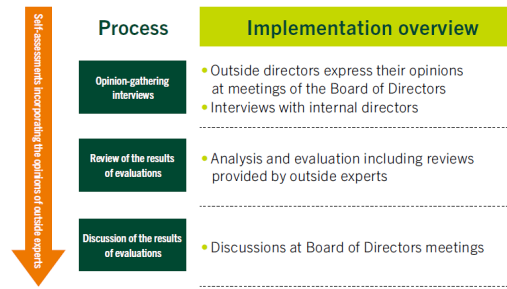 Self-assessments incorporating the opinions of outside experts
Process
Implementation overview
Opinion-gathering
interviews
• Outside directors express their opinions
at meetings of the Board of Directors
• Interviews with internal directors
Review of the results
of evaluations
• Analysis and evaluation including reviews
provided by outside experts
Discussion of the results
of evaluations
• Discussions at Board of Directors meetings